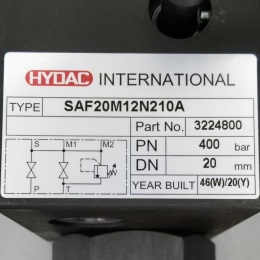 HYDAC INTERNATIONAL
TYPE SAF20M12N210A
Part No. 3224800
PN 400 bar
DN 20 mm
YEAR BUILT 46(W)/20(Y)
S M1 M2
P T